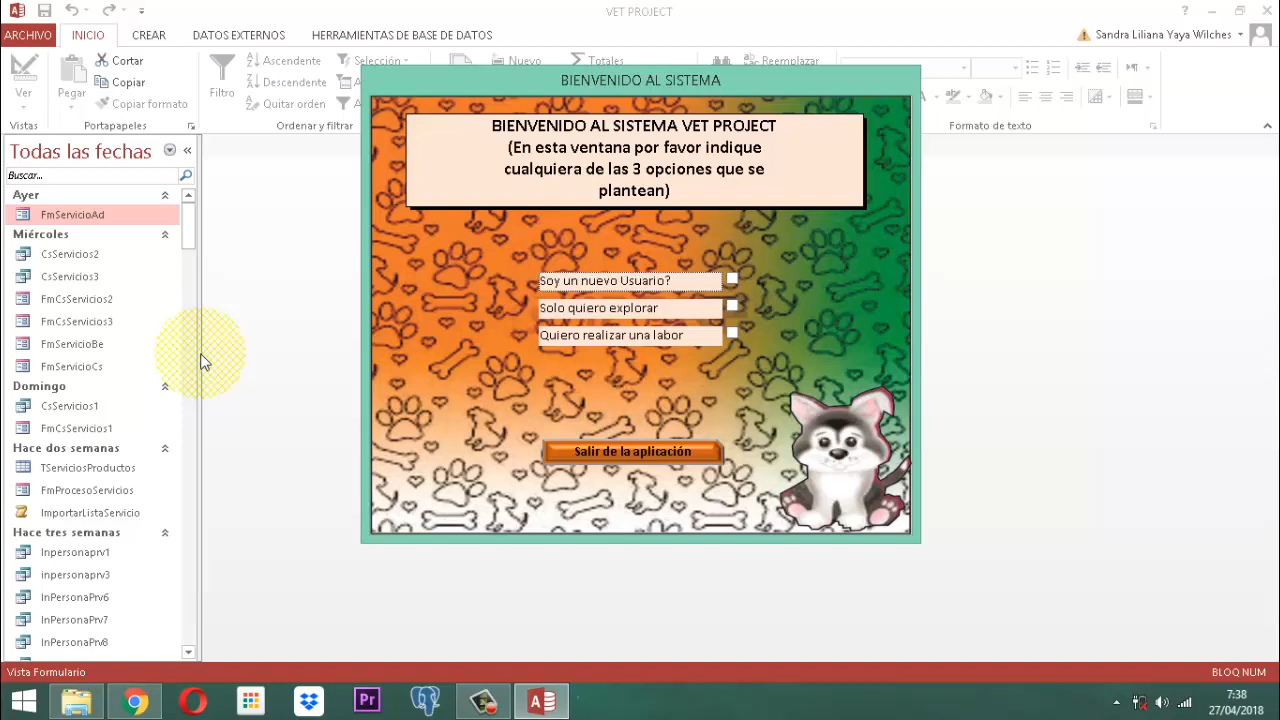 VET PROJECT
ARCHIVO INICIO CREAR DATOS EXTERNOS HERRAMIENTAS DE BASE DE DATOS Sandra Liliana Yaya Wilches
Ver
Vistas
Pegar
Cortar
Copiar
Copiar formato
Portapapeles
Filtro
Ascendente
Descendente
Quitar or
Selección
Ordenar y filtrar
Nuevo
Totales
Reemplazar
Formato de texto
Todas las fechas
Buscar...
Ayer
FmServicioAd
Miércoles
CsServicios2
CsServicios3
FmCsServicios2
FmCsServicios3
FmServicioBe
FmServicioCs
Domingo
CsServicios1
FmCsServicios1
Hace dos semanas
TServiciosProductos
FmProcesoServicios
ImportarListaServicio
Hace tres semanas
Inpersonaprv1
inpersonaprv3
InPersonaPrv6
InPersonaPrv7
InPersonaPrv8
BIENVENIDO AL SISTEMA
BIENVENIDO AL SISTEMA VET PROJECT
(En esta ventana por favor indique
cualquiera de las 3 opciones que se
plantean)
Soy un nuevo Usuario?
Solo quiero explorar
Quiero realizar una labor
Salir de la aplicación
Vista Formulario
BLOQ NUM
Pr
7:38
27/04/2018